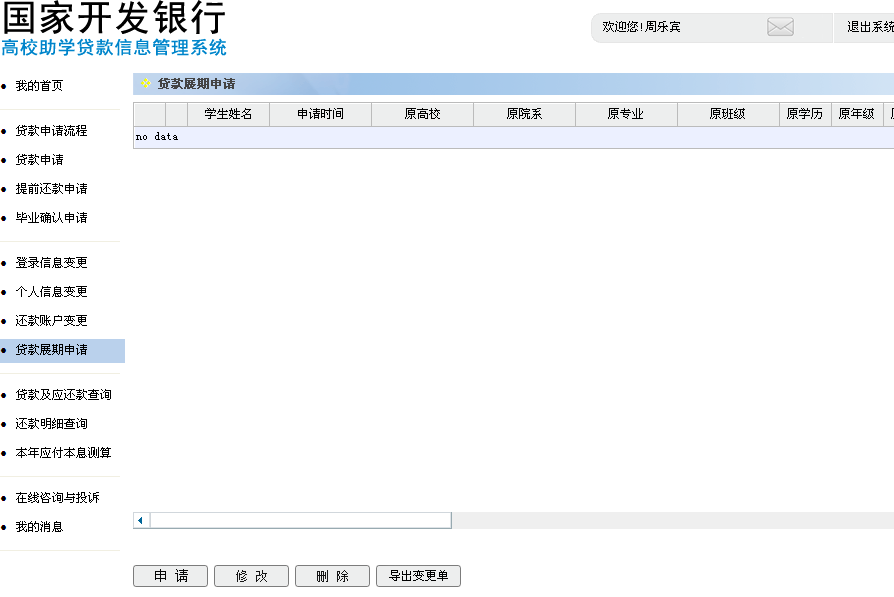 国家开发银行
高校助学贷款信息管理系统
欢迎您!周乐宾
退出系统
我的首页
贷款申请流程
贷款申请
提前还款申请
毕业确认申请
登录信息变更
个人信息变更
还款账户变更
贷款展期申请
贷款及应还款查询
还款明细查询
本年应付本息测算
在线咨询与投诉
我的消息
贷款展期申请
学生姓名 申请时间 原高校 原院系 原专业 原班级 原学历 原年级
no data
申 请 修 改 删 除 导出变更单